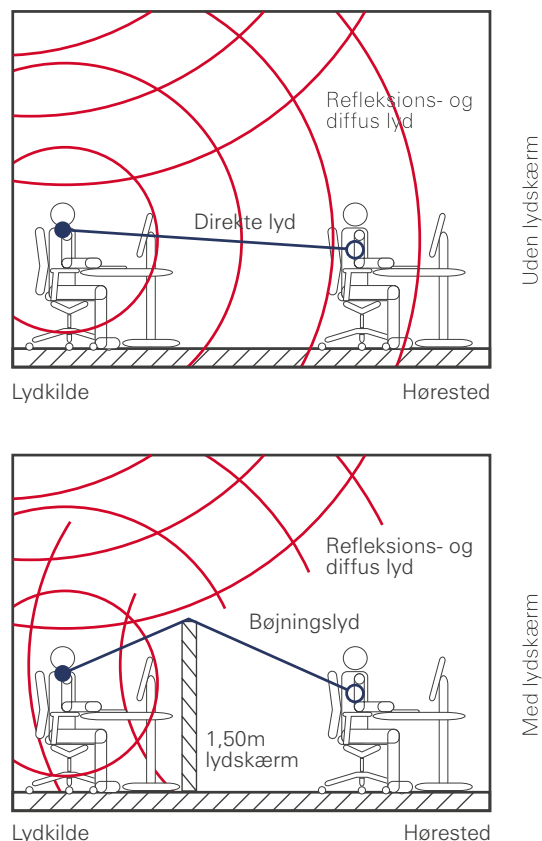 Refleksions- og
diffus lyd
Direkte lyd
Uden lydskærm
Lydkilde
Hørested
Refleksions- og
diffus lyd
Bøjningslyd
1,50m
lydskærm
Med lydskærm
Lydkilde
Hørested